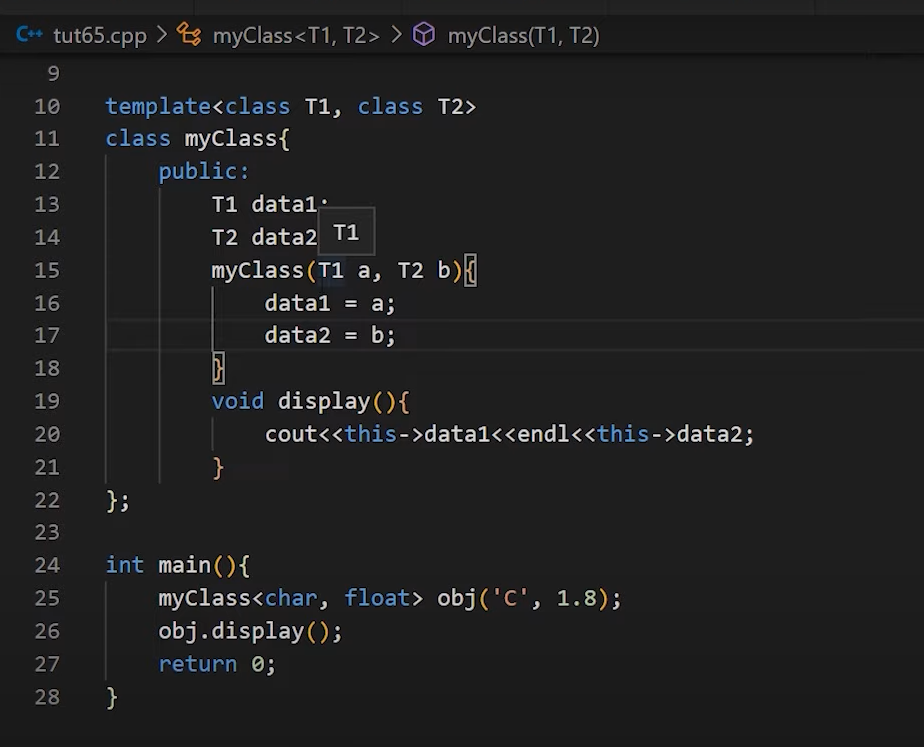 C++ tut65.cpp > myClass<T1, T2> > myClass(T1, T2)
9
10 template<class T1, class T2>
11 class myClass{
12 public:
13 T1 data1;
14 T2 data2
T1
15 myClass(T1 a, T2 b){
16 data1 = a;
17 data2 = b;
18 }
19 void display(){
20 cout<<this->data1<<endl<<this->data2;
21 }
22 };
23
24 int main(){
25 myClass<char, float> obj('C', 1.8);
26 obj.display();
27 return 0;
28 }